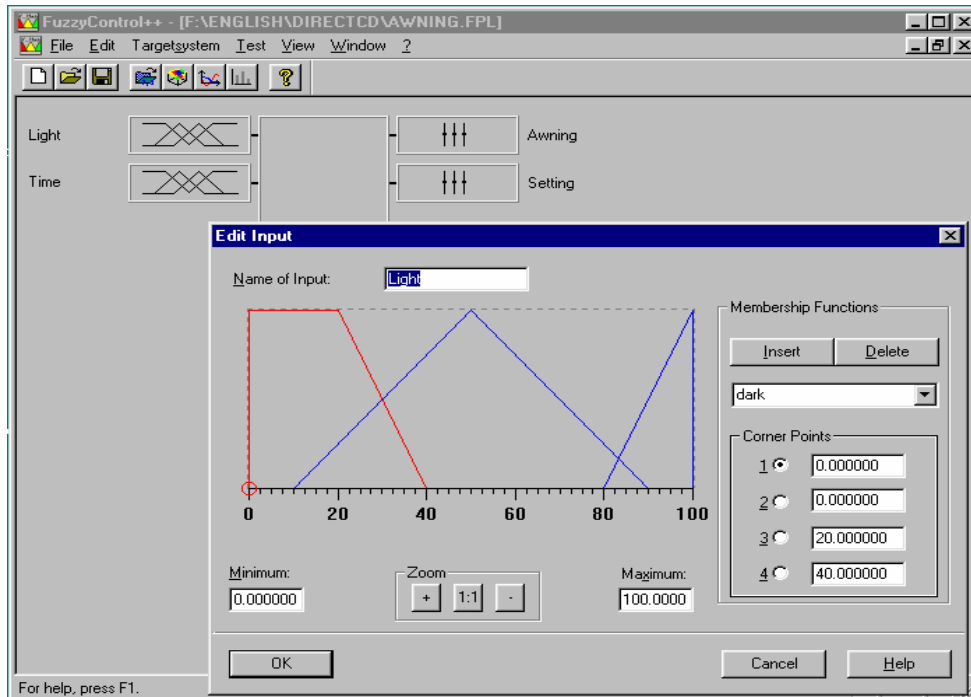 FuzzyControl++ - [F:\ENGLISH\DIRECTCD\AWNING.FPL]
File Edit Targetsystem Test View Window ?
Light
Awning
Time
Setting
Edit Input
Name of Input: Light
Membership Functions
Insert Delete
dark
Corner Points
1 0.000000
2 0.000000
3 20.000000
4 40.000000
0 20 40 60 80 100
Minimum: Zoom Maximum:
0.000000 + 1:1 - 100.0000
OK Cancel Help
For help, press F1.